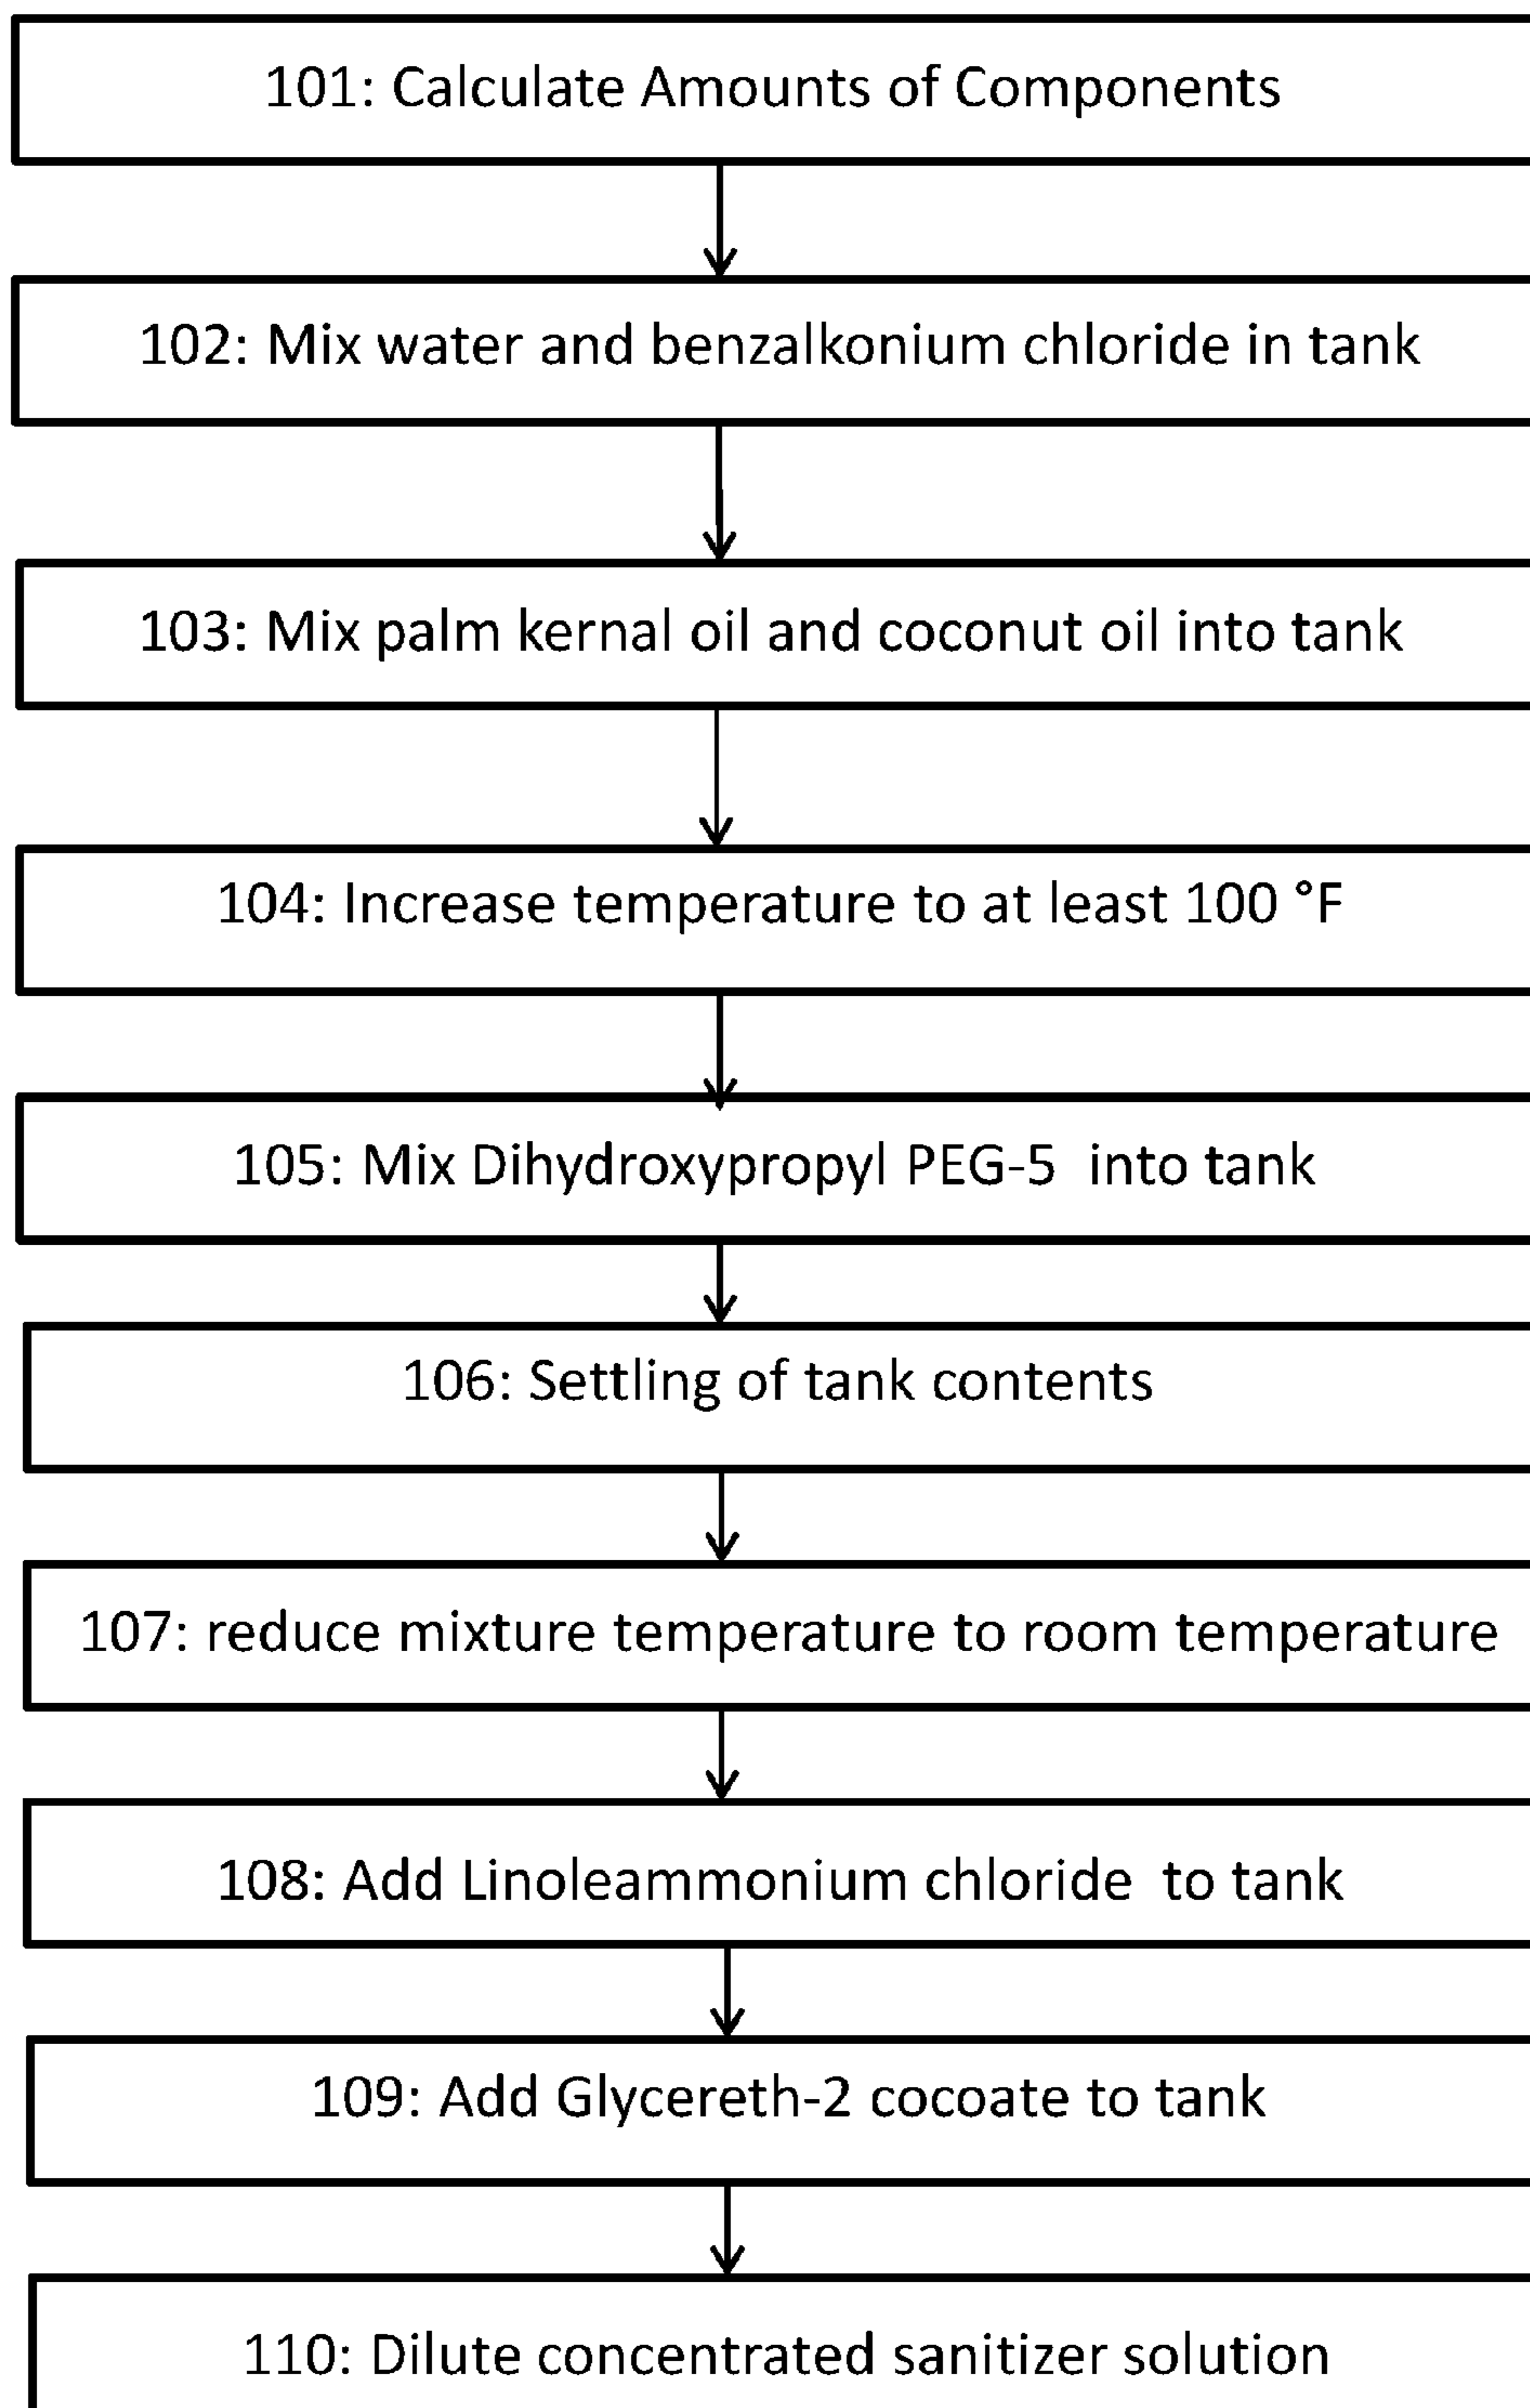 101: Calculate Amounts of Components
102: Mix water and benzalkonium chloride in tank
103: Mix palm kernal oil and coconut oil into tank
104: Increase temperature to at least 100 °F
105: Mix Dihydroxypropyl PEG-5 into tank
106: Settling of tank contents
107: reduce mixture temperature to room temperature
108: Add Linoleammonium chloride to tank
109: Add Glycereth-2 cocoate to tank
110: Dilute concentrated sanitizer solution